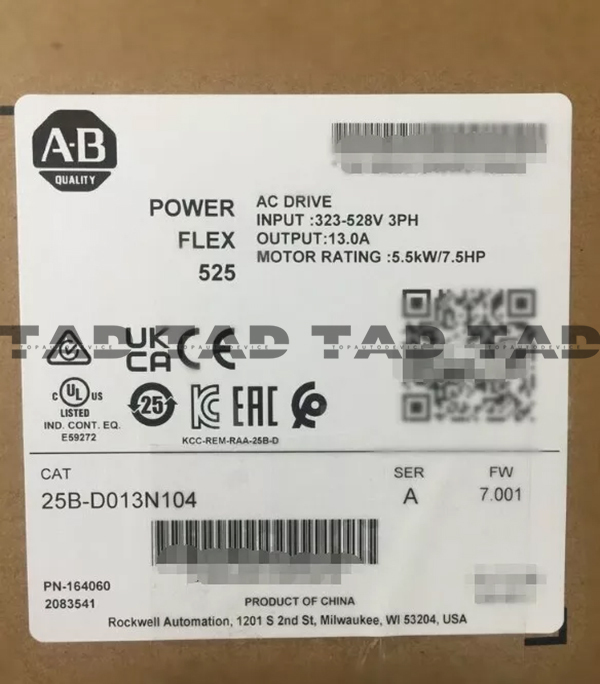 A-B
QUALITY
POWER
FLEX
525
AC DRIVE
INPUT :323-528V 3PH
OUTPUT:13.0A
MOTOR RATING :5.5kW/7.5HP
TAD TAD TAD TAD
TOPAUTODEVICE
UK
CA
CE
C UL US
LISTED
IND. CONT. EQ.
E59272
25
KC
EAC
KCC-REM-RAA-25B-D
CAT
25B-D013N104
SER
A
FW
7.001
PN-164060
2083541
PRODUCT OF CHINA
Rockwell Automation, 1201 S 2nd St, Milwaukee, WI 53204, USA